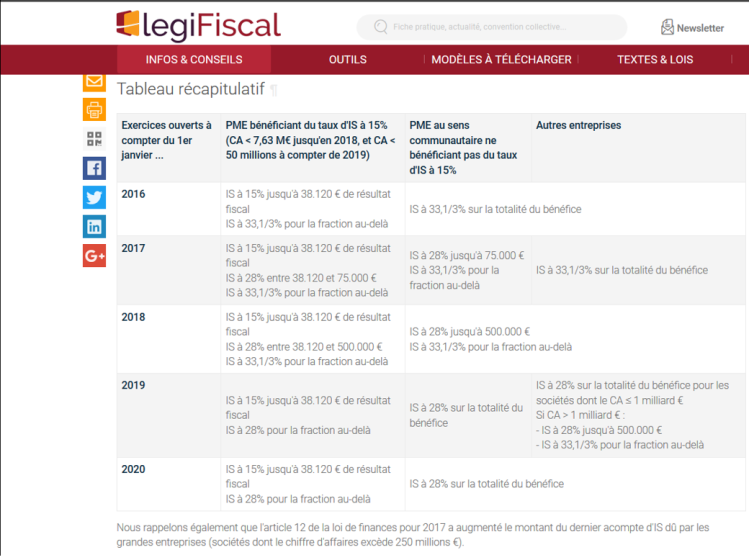 legiFiscal
Fiche pratique, actualité, convention collective...
Newsletter
INFOS & CONSEILS
OUTILS
MODÈLES À TÉLÉCHARGER
TEXTES & LOIS
Tableau récapitulatif ¶
Exercices ouverts à
compter du 1er
janvier ...
PME bénéficiant du taux d'IS à 15%
(CA < 7,63 M€ jusqu'en 2018, et CA <
50 millions à compter de 2019)
PME au sens
communautaire ne
bénéficiant pas du taux
d'IS à 15%
Autres entreprises
2016
IS à 15% jusqu'à 38.120 € de résultat
fiscal
IS à 33,1/3% pour la fraction au-delà
IS à 33,1/3% sur la totalité du bénéfice
2017
IS à 15% jusqu'à 38.120 € de résultat
fiscal
IS à 28% entre 38.120 et 75.000 €
IS à 33,1/3% pour la fraction au-delà
IS à 28% jusqu'à 75.000 €
IS à 33,1/3% pour la
fraction au-delà
IS à 33,1/3% sur la totalité du bénéfice
2018
IS à 15% jusqu'à 38.120 € de résultat
fiscal
IS à 28% entre 38.120 et 500.000 €
IS à 33,1/3% pour la fraction au-delà
IS à 28% jusqu'à 500.000 €
IS à 33,1/3% pour la fraction au-delà
2019
IS à 15% jusqu'à 38.120 € de résultat
fiscal
IS à 28% pour la fraction au-delà
IS à 28% sur la totalité du
bénéfice
IS à 28% sur la totalité du bénéfice pour les
sociétés dont le CA ≤ 1 milliard €
Si CA > 1 milliard € :
- IS à 28% jusqu'à 500.000 €
- IS à 33,1/3% pour la fraction au-delà
2020
IS à 15% jusqu'à 38.120 € de résultat
fiscal
IS à 28% pour la fraction au-delà
IS à 28% sur la totalité du bénéfice
Nous rappelons également que l'article 12 de la loi de finances pour 2017 a augmenté le montant du dernier acompte d'IS dû par les
grandes entreprises (sociétés dont le chiffre d'affaires excède 250 millions €).